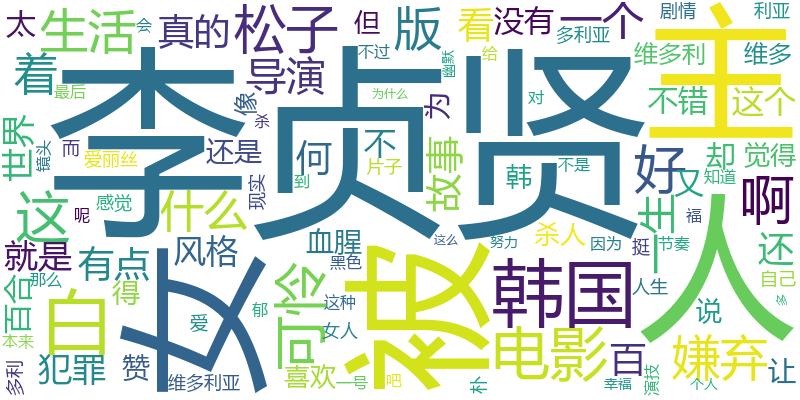 太
生活
会
真的
松子
但
版
看
没有
一个
剧情
利亚
多利亚
维多利
维多
着
最后
导演
不过
幽默
给
主
像
杀
为什么
为
对
不错
这个
李贞贤
世界
镜头
而
爱丽丝
还是
何
不
片子
故事
韩
不是
好
却
觉得
又
知道
这
呢
感觉
什么
现实
到
一生
福
啊
就是
有点
风格
血腥
这么
努力
杀人
因为
挺
节奏
还
那么
百合
白
得
女
可怜
黑色
被
韩国
人
人生
自己
本来
爱
郁
这种
女人
电影
百
说
多
多利
犯罪
赞
维多利亚
喜欢
一号
吧
朴
幸福
演技
嫌弃
个人
让